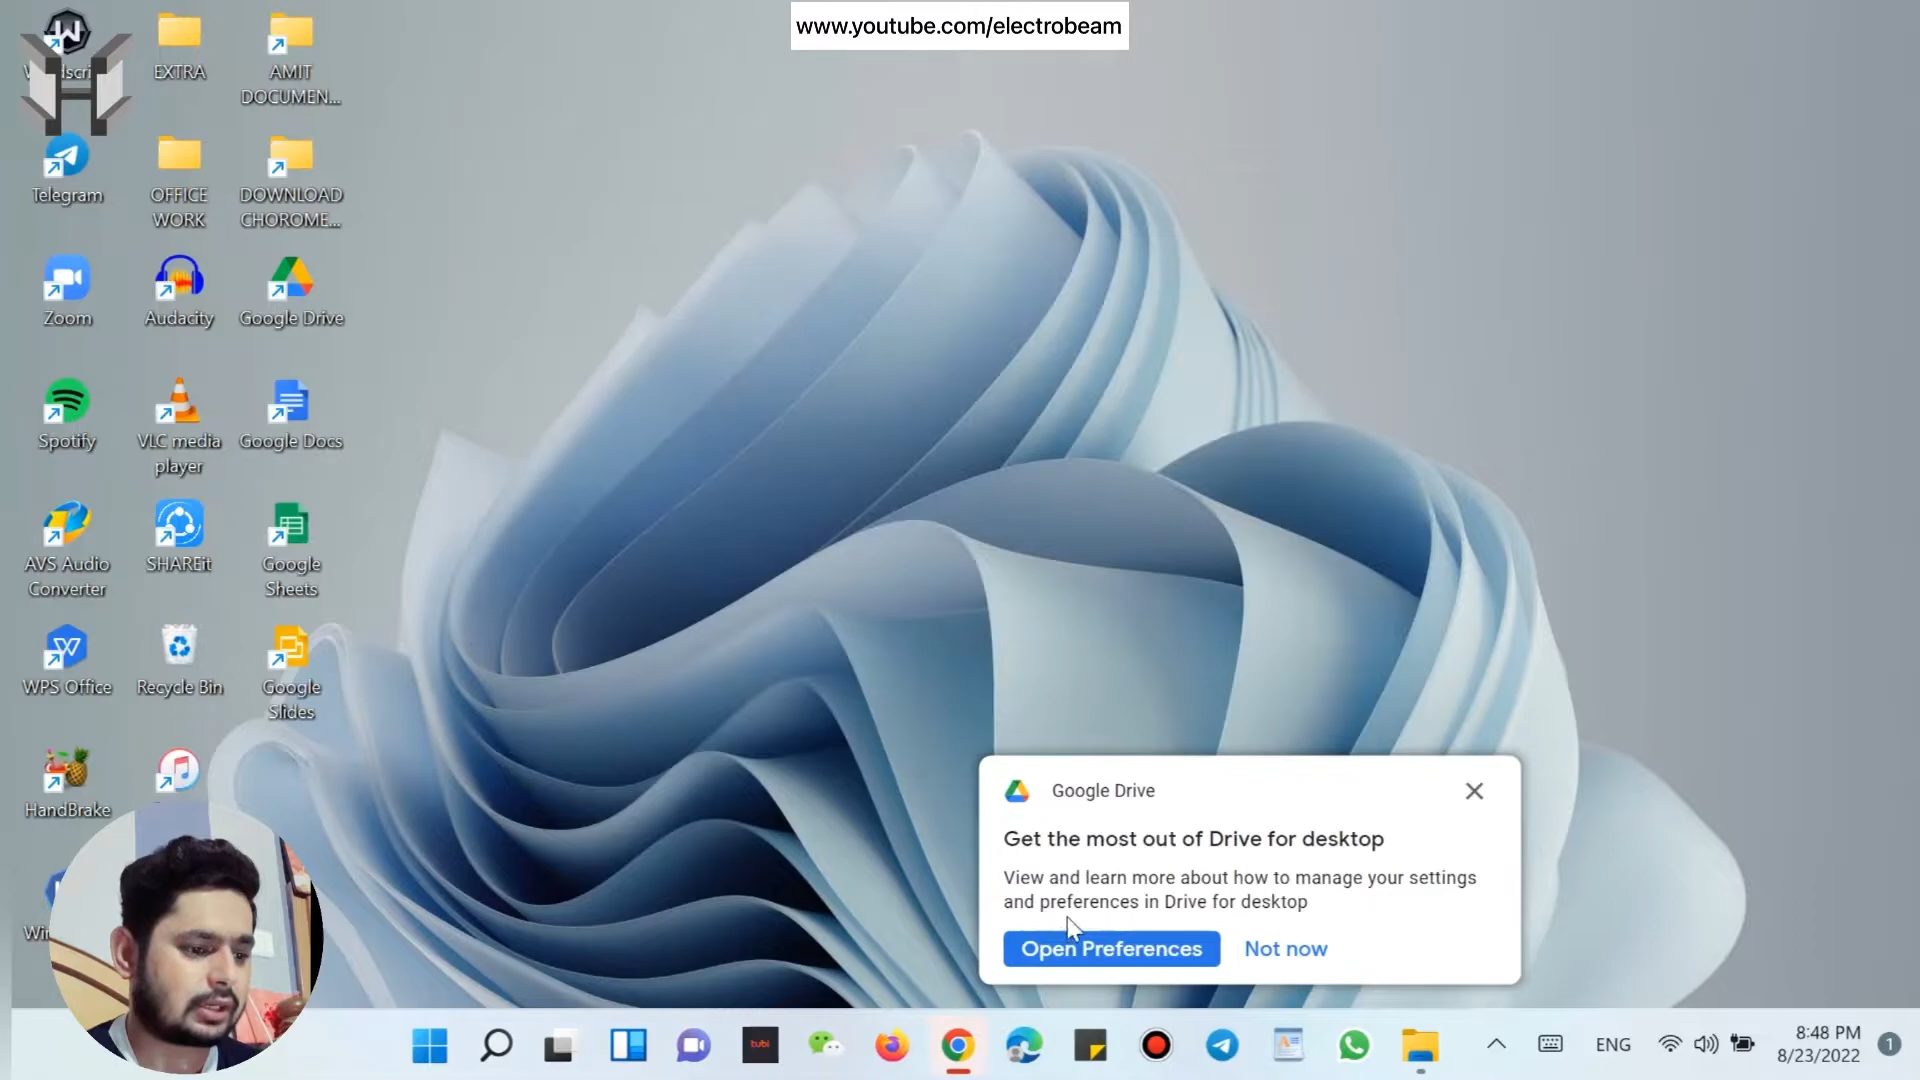 www.youtube.com/electrobeam
EXTRA
AMIT
DOCUMEN...
Telegram
OFFICE
WORK
DOWNLOAD
CHOROME...
Zoom
Audacity
Google Drive
Spotify
VLC media
player
Google Docs
AVS Audio
Converter
SHAREit
Google
Sheets
WPS Office
Recycle Bin
Google
Slides
HandBrake
Google Drive
Get the most out of Drive for desktop
View and learn more about how to manage your settings
and preferences in Drive for desktop
Open Preferences
Not now
tubi
ENG
8:48 PM
8/23/2022
1